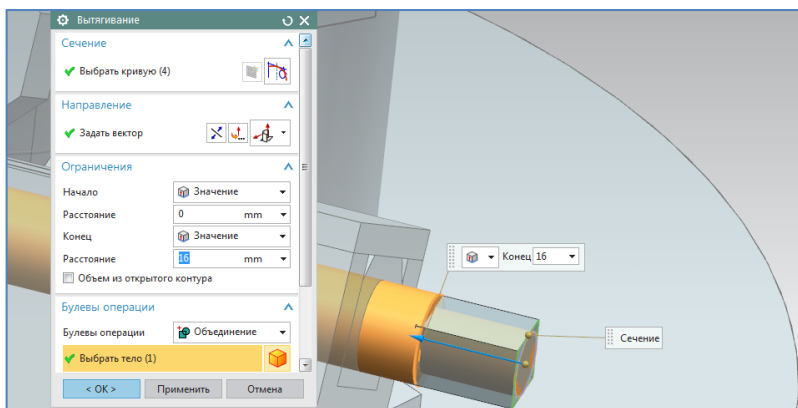 Вытягивание
Сечение
Выбрать кривую (4)
Направление
Задать вектор
Ограничения
Начало Значение
Расстояние 0 mm
Конец Значение
Расстояние 16 mm
Объем из открытого контура
Булевы операции
Булевы операции Объединение
Выбрать тело (1)
< OK > Применить Отмена
Конец 16
Сечение